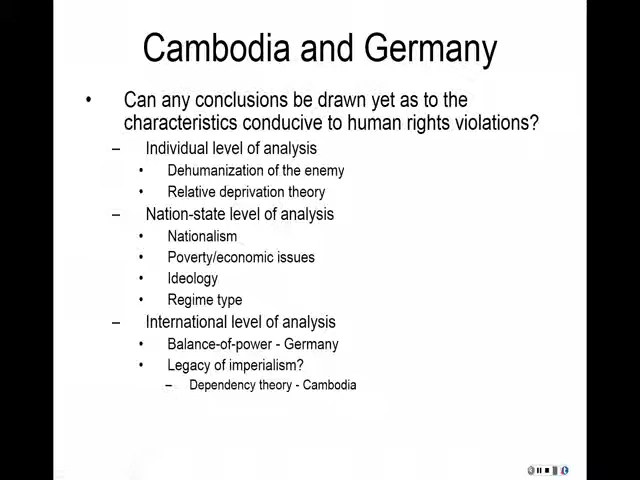 Cambodia and Germany
• Can any conclusions be drawn yet as to the
characteristics conducive to human rights violations?
– Individual level of analysis
• Dehumanization of the enemy
• Relative deprivation theory
– Nation-state level of analysis
• Nationalism
• Poverty/economic issues
• Ideology
• Regime type
– International level of analysis
• Balance-of-power - Germany
• Legacy of imperialism?
– Dependency theory - Cambodia